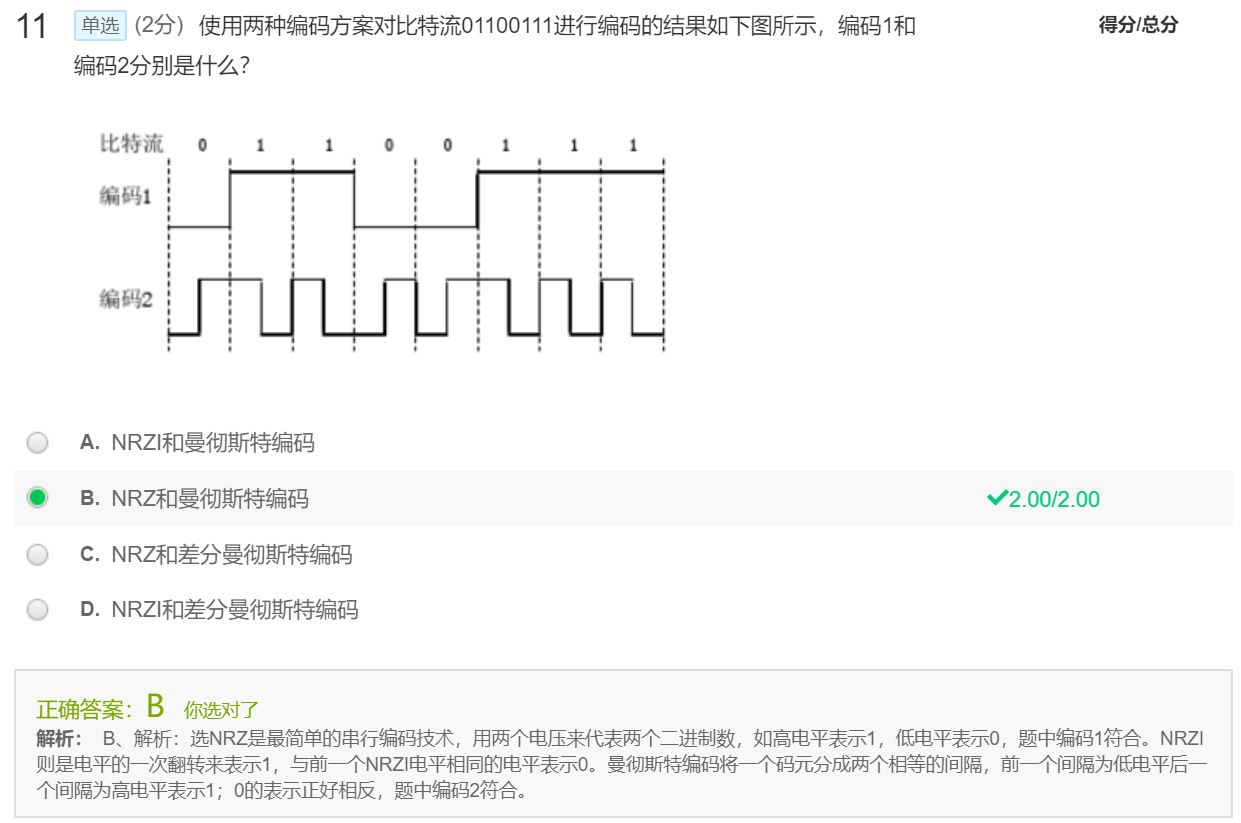 11 单选 (2分) 使用两种编码方案对比特流01100111进行编码的结果如下图所示，编码1和 得分/总分
编码2分别是什么？
比特流 0 1 1 0 0 1 1 1
编码1
编码2
A. NRZI和曼彻斯特编码
B. NRZ和曼彻斯特编码 2.00/2.00
C. NRZ和差分曼彻斯特编码
D. NRZI和差分曼彻斯特编码
正确答案：B 你选对了
解析： B、解析：选NRZ是最简单的串行编码技术，用两个电压来代表两个二进制数，如高电平表示1，低电平表示0，题中编码1符合。NRZI
则是电平的一次翻转来表示1，与前一个NRZI电平相同的电平表示0。曼彻斯特编码将一个码元分成两个相等的间隔，前一个间隔为低电平后一
个间隔为高电平表示1；0的表示正好相反，题中编码2符合。